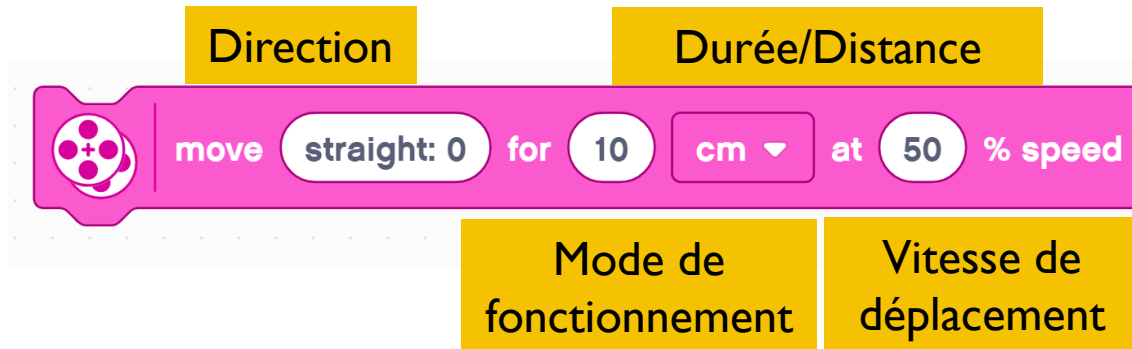 Direction
Durée/Distance
move straight: 0 for 10 cm at 50 % speed
Mode de
fonctionnement
Vitesse de
déplacement